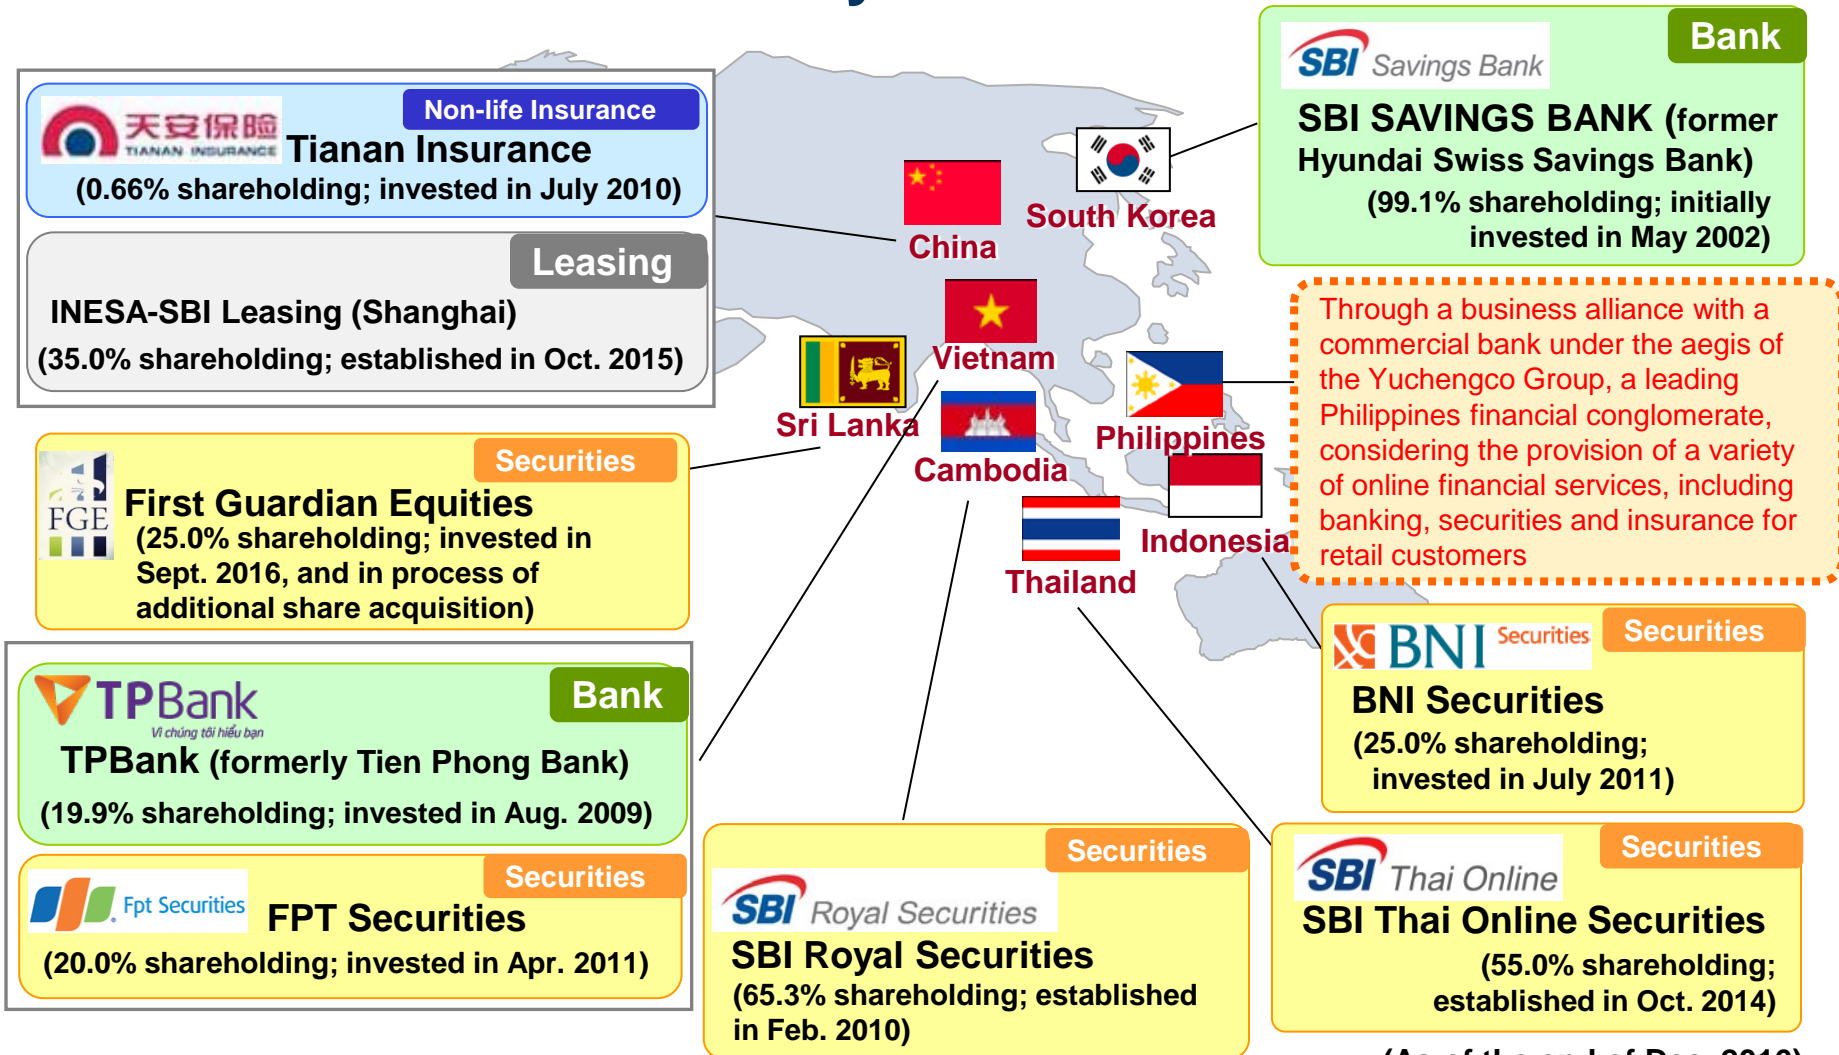 Non-life Insurance
天安保险
TIANAN INSURANCE
Tianan Insurance
(0.66% shareholding; invested in July 2010)
Leasing
INESA-SBI Leasing (Shanghai)
(35.0% shareholding; established in Oct. 2015)
Securities
FGE
First Guardian Equities
(25.0% shareholding; invested in
Sept. 2016, and in process of
additional share acquisition)
Bank
TPBank
Vì chúng tôi hiểu bạn
TPBank (formerly Tien Phong Bank)
(19.9% shareholding; invested in Aug. 2009)
Securities
Fpt Securities
FPT Securities
(20.0% shareholding; invested in Apr. 2011)
China
South Korea
Vietnam
Sri Lanka
Cambodia
Philippines
Indonesia
Thailand
Bank
SBI Savings Bank
SBI SAVINGS BANK (former
Hyundai Swiss Savings Bank)
(99.1% shareholding; initially
invested in May 2002)
Through a business alliance with a
commercial bank under the aegis of
the Yuchengco Group, a leading
Philippines financial conglomerate,
considering the provision of a variety
of online financial services, including
banking, securities and insurance for
retail customers
Securities
BNI Securities
BNI Securities
(25.0% shareholding;
invested in July 2011)
Securities
SBI Royal Securities
SBI Royal Securities
(65.3% shareholding; established
in Feb. 2010)
Securities
SBI Thai Online
SBI Thai Online Securities
(55.0% shareholding;
established in Oct. 2014)
(As of the end of Dec. 2016)